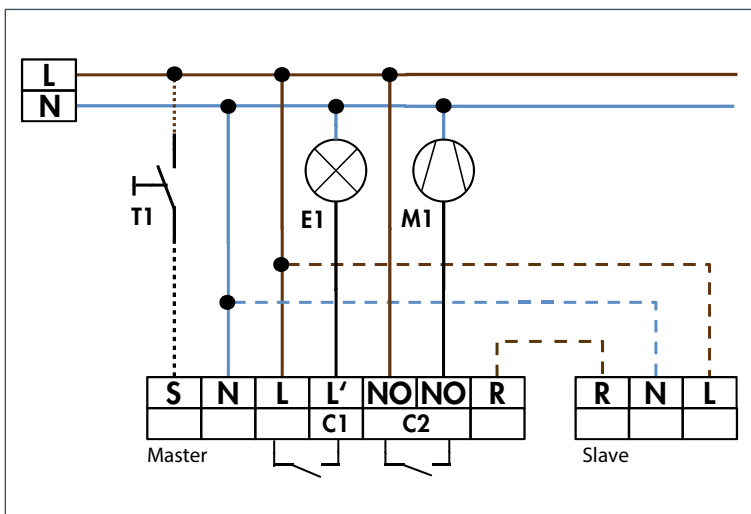 L
N
T1
E1
M1
S N L L‘ NO NO R
R N L
C1 C2
Master
Slave